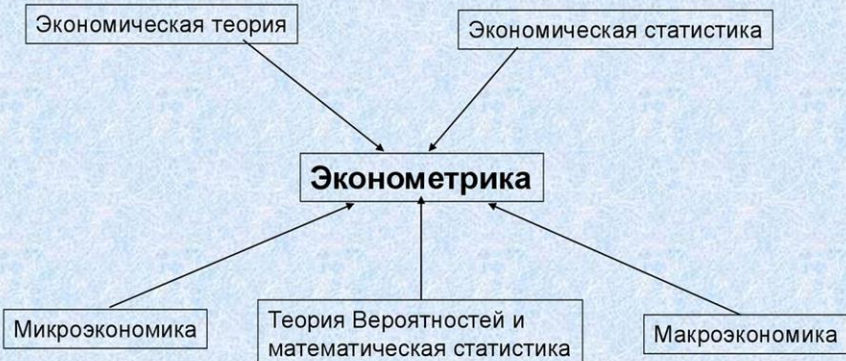 Экономическая теория
Экономическая статистика
Эконометрика
Микроэкономика
Теория Вероятностей и
математическая статистика
Макроэкономика